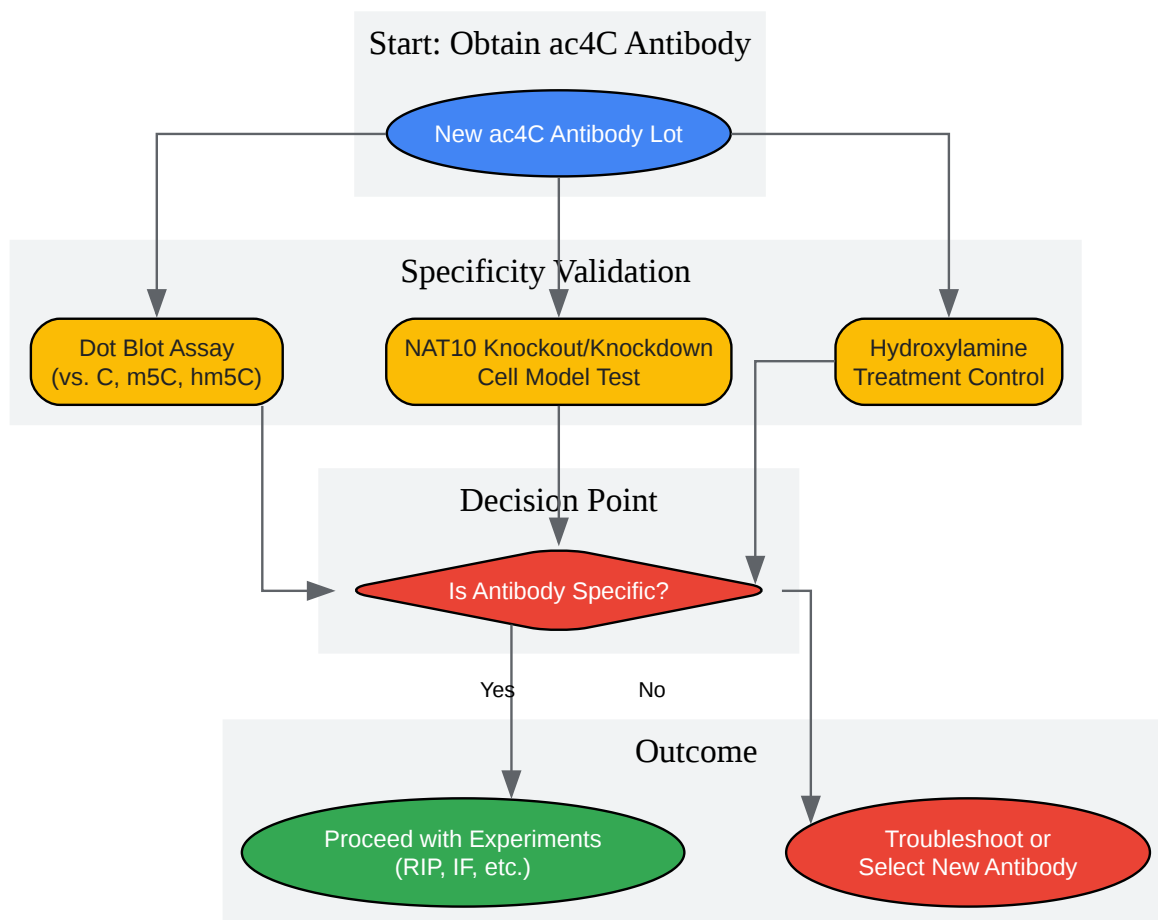 Start: Obtain ac4C Antibody
New ac4C Antibody Lot
Specificity Validation
Dot Blot Assay
(vs. C, m5C, hm5C)
NAT10 Knockout/Knockdown
Cell Model Test
Hydroxylamine
Treatment Control
Decision Point
Is Antibody Specific?
Yes
No
Outcome
Proceed with Experiments
(RIP, IF, etc.)
Troubleshoot or
Select New Antibody